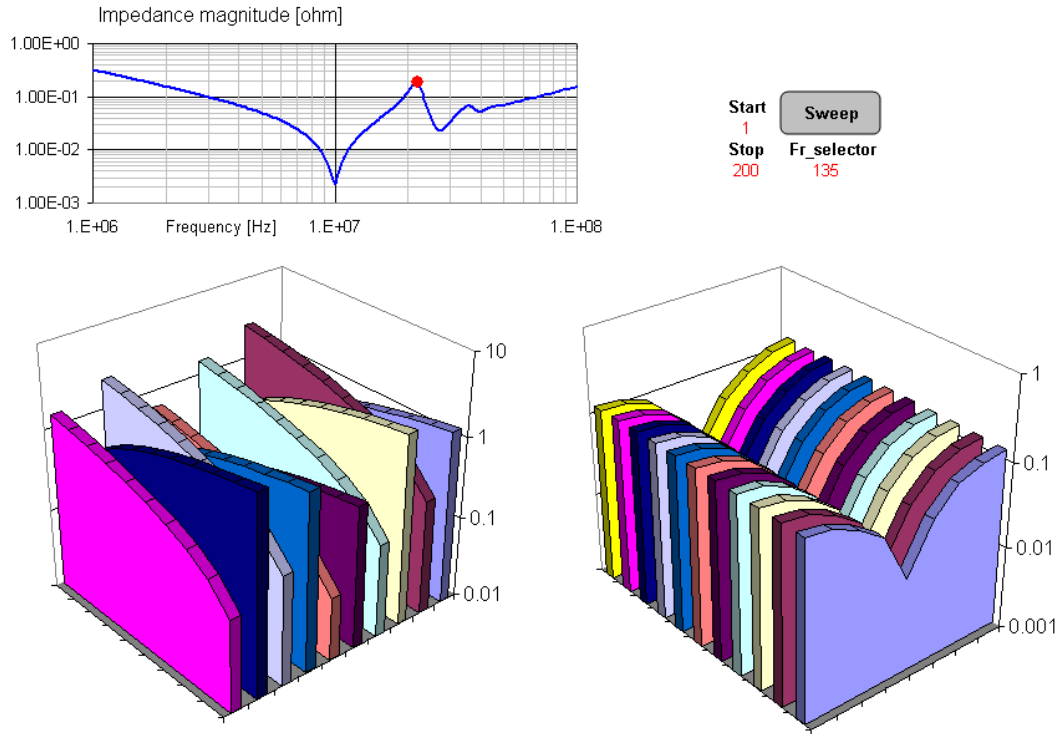 Impedance magnitude [ohm]
1.00E+00
1.00E-01
1.00E-02
1.00E-03
1.E+06 Frequency [Hz] 1.E+07 1.E+08
Start
1
Sweep
Stop Fr_selector
200 135
10
1
0.1
0.01
1
0.1
0.01
0.001